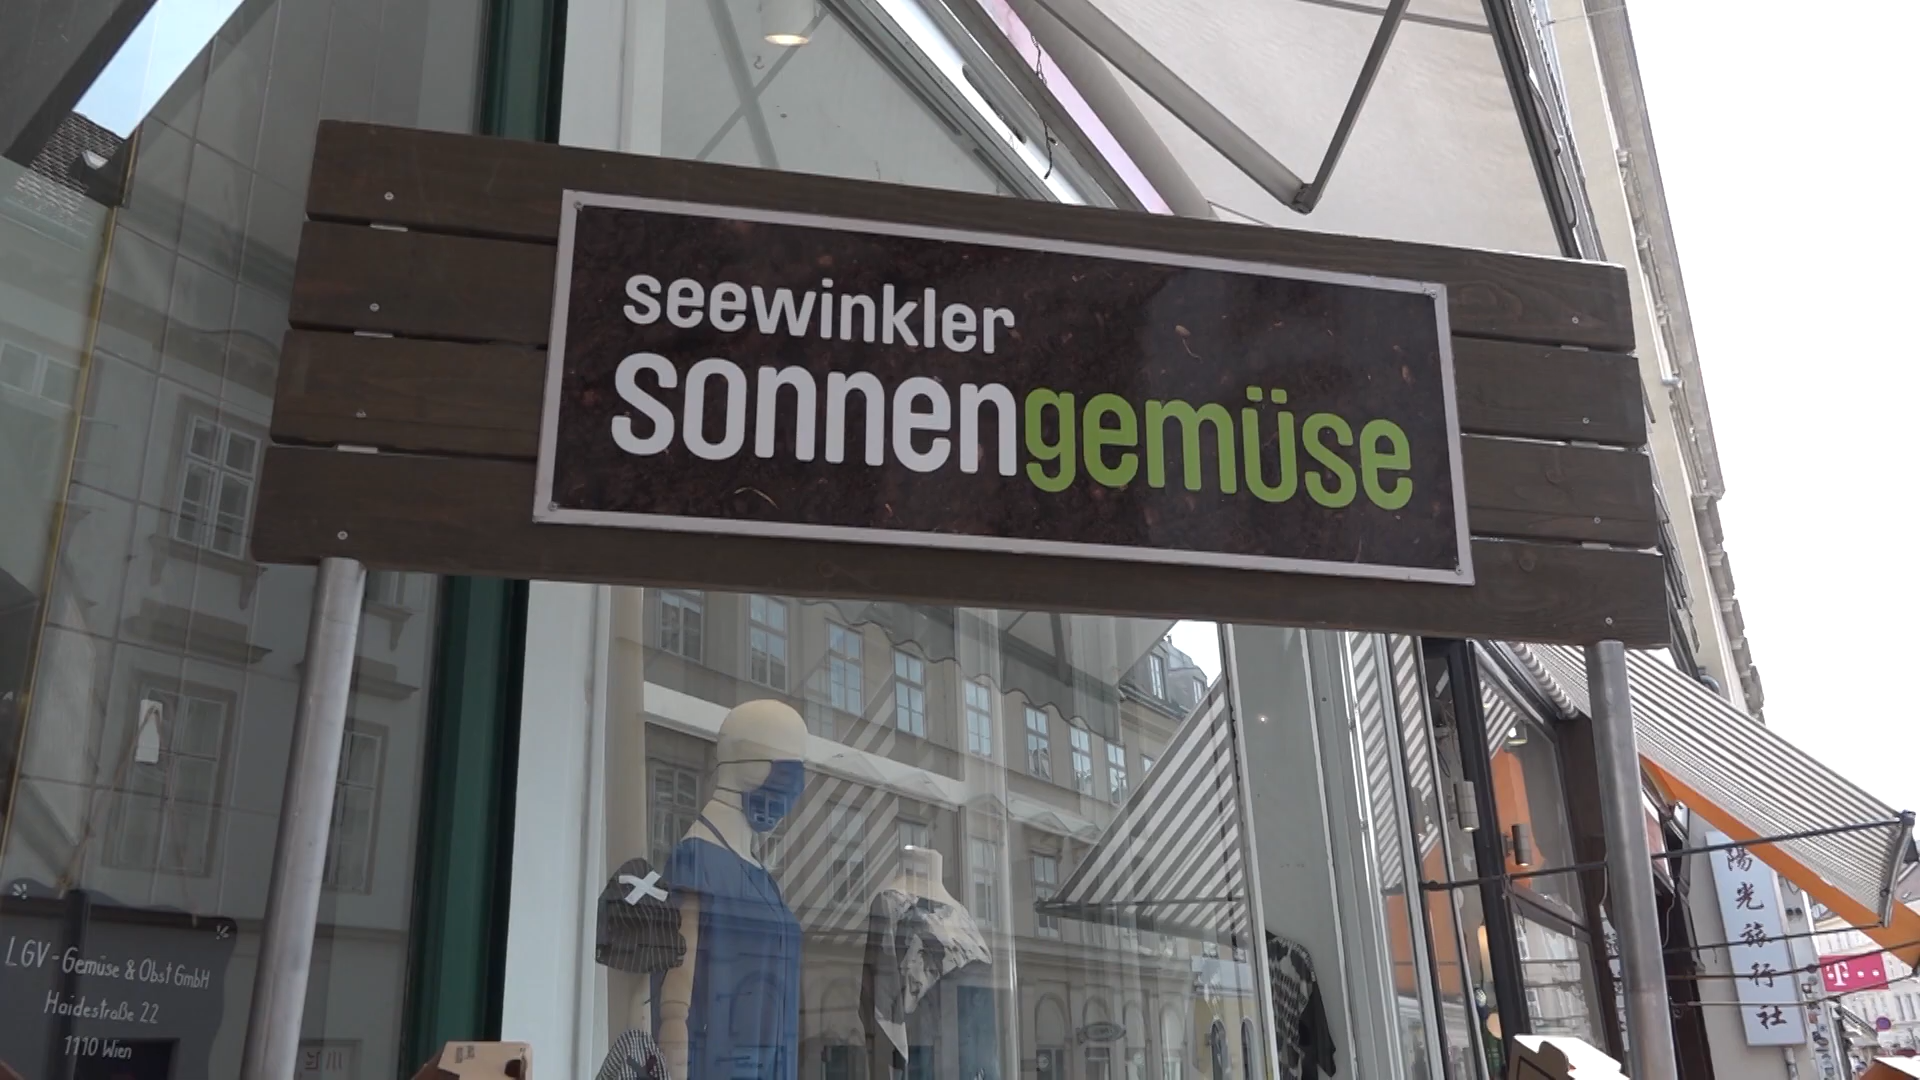 seewinkler
sonnengemüse
LGV-Gemüse & Obst GmbH
Haidestraße 22
1110 Wien
陽光旅行社
T